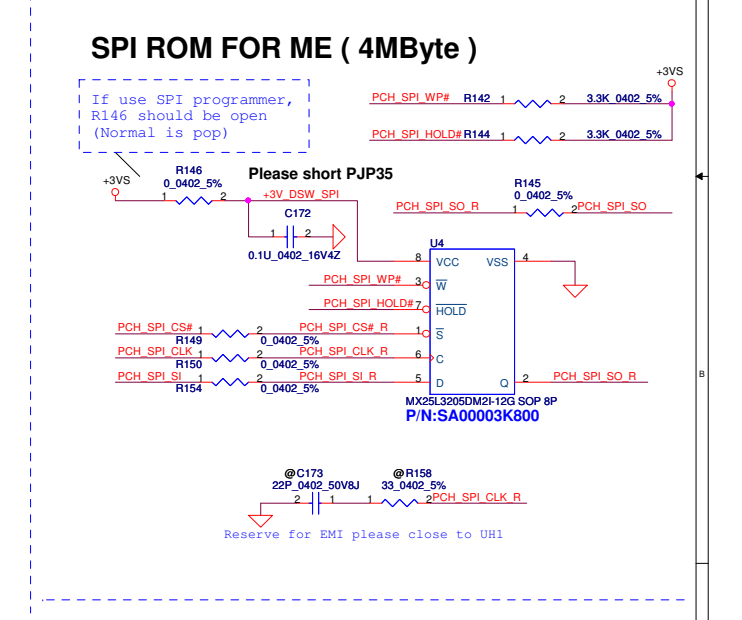 SPI ROM FOR ME ( 4MByte )
+3VS
If use SPI programmer,
R146 should be open
(Normal is pop)
PCH_SPI_WP# R142 1 2 3.3K_0402_5%
PCH_SPI_HOLD# R144 1 2 3.3K_0402_5%
R146
0_0402_5%
Please short PJP35
+3VS
1 2
+3V_DSW_SPI
R145
0_0402_5%
PCH_SPI_SO_R 1 2 PCH_SPI_SO
C172
1 2
0.1U_0402_16V4Z
U4
8 VCC VSS 4
PCH_SPI_WP# 3 W
PCH_SPI_HOLD# 7 HOLD
PCH_SPI_CS# 1 2 PCH_SPI_CS#_R 1 S
R149 0_0402_5%
PCH_SPI_CLK 1 2 PCH_SPI_CLK_R 6 C
R150 0_0402_5%
PCH_SPI_SI 1 2 PCH_SPI_SI_R 5 D Q 2 PCH_SPI_SO_R
R154 0_0402_5%
MX25L3205DM2I-12G SOP 8P
P/N:SA00003K800
B
@C173 @R158
22P_0402_50V8J 33_0402_5%
2 1 1 2 PCH_SPI_CLK_R
Reserve for EMI please close to UH1